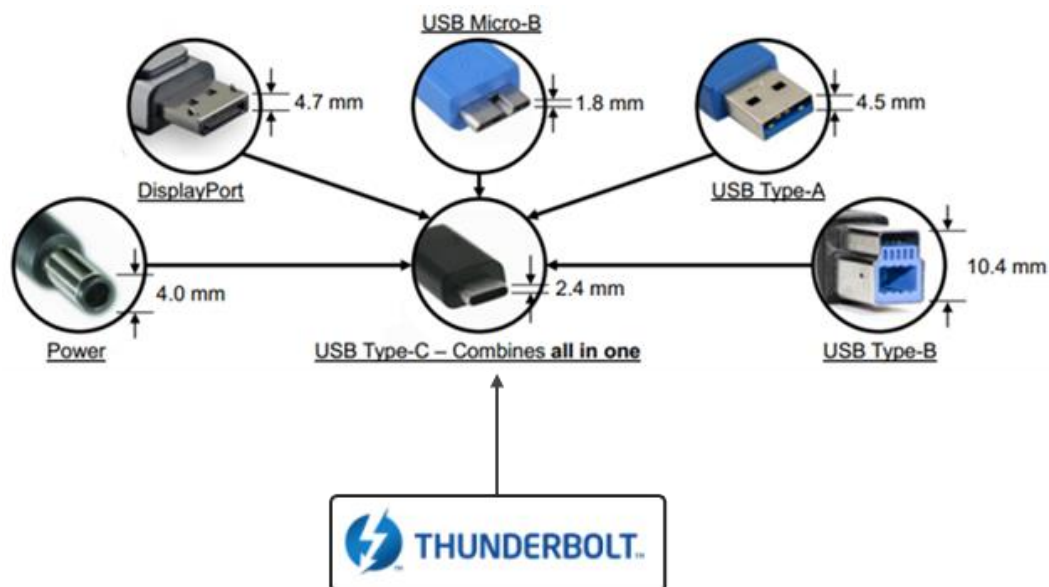 USB Micro-B
4.7 mm
1.8 mm
4.5 mm
DisplayPort
USB Type-A
4.0 mm
2.4 mm
10.4 mm
Power
USB Type-C – Combines all in one
USB Type-B
THUNDERBOLT™